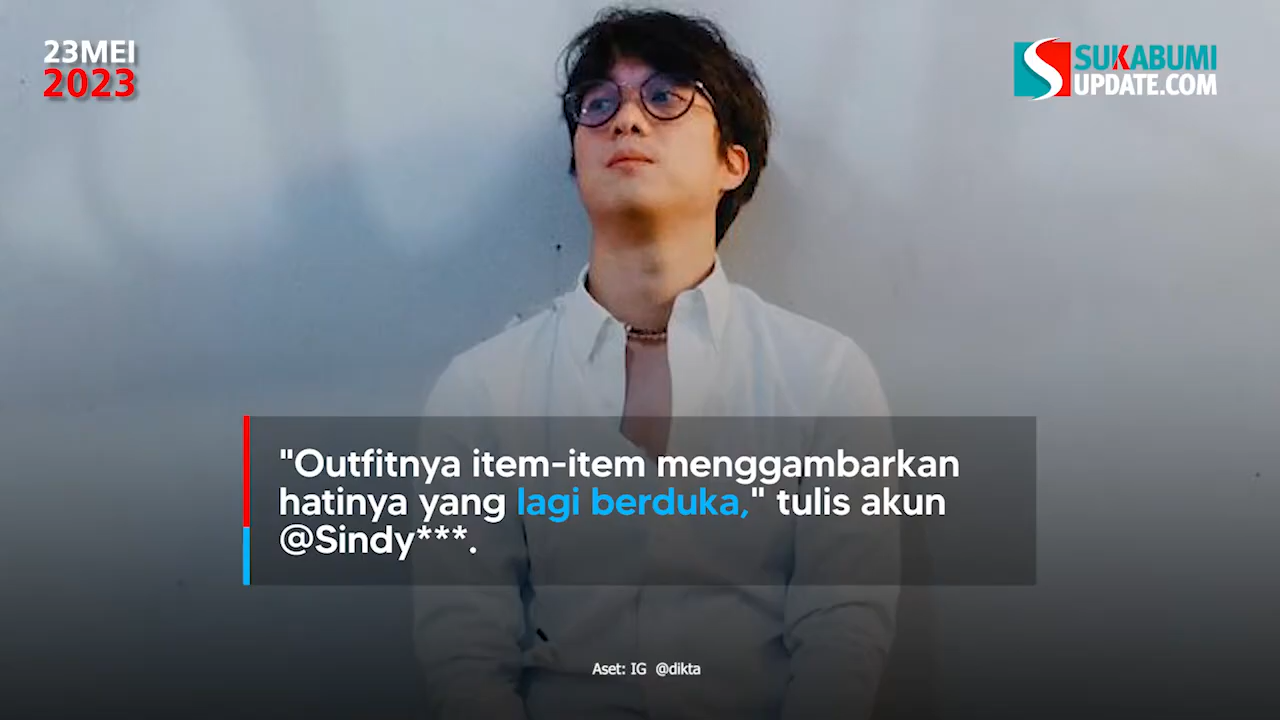 23MEI
2023
SUKABUMI
UPDATE.COM
"Outfitnya item-item menggambarkan
hatinya yang lagi berduka," tulis akun
@Sindy***.
Aset: IG @dikta